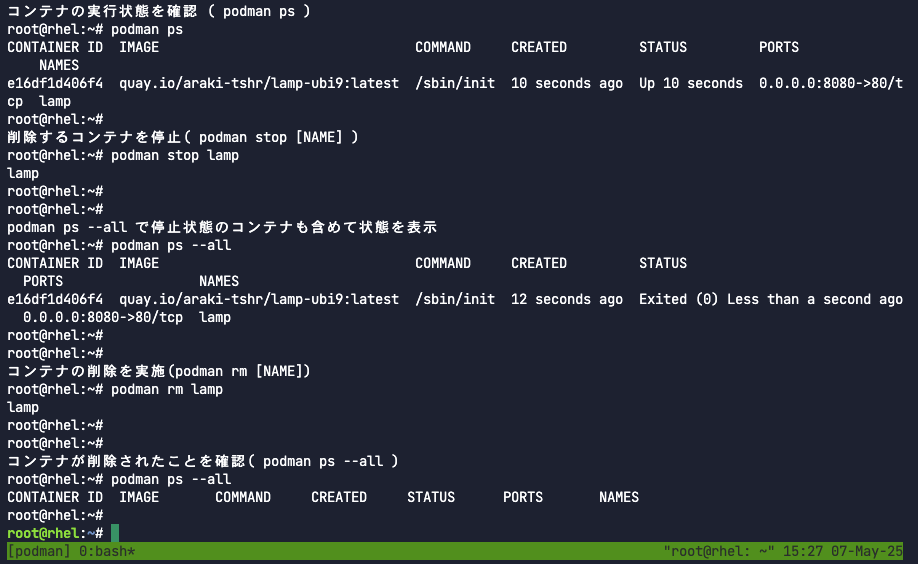 コンテナの実行状態を確認 ( podman ps )
root@rhel:~# podman ps
CONTAINER ID  IMAGE                                COMMAND     CREATED         STATUS         PORTS
    NAMES
e16df1d406f4  quay.io/araki-tshr/lamp-ubi9:latest  /sbin/init  10 seconds ago  Up 10 seconds  0.0.0.0:8080->80/t
cp  lamp
root@rhel:~#
削除するコンテナを停止( podman stop [NAME] )
root@rhel:~# podman stop lamp
lamp
root@rhel:~#
root@rhel:~#
podman ps --all で停止状態のコンテナも含めて状態を表示
root@rhel:~# podman ps --all
CONTAINER ID  IMAGE                                COMMAND     CREATED         STATUS
  PORTS                 NAMES
e16df1d406f4  quay.io/araki-tshr/lamp-ubi9:latest  /sbin/init  12 seconds ago  Exited (0) Less than a second ago
  0.0.0.0:8080->80/tcp  lamp
root@rhel:~#
root@rhel:~#
コンテナの削除を実施(podman rm [NAME])
root@rhel:~# podman rm lamp
lamp
root@rhel:~#
root@rhel:~#
コンテナが削除されたことを確認( podman ps --all )
root@rhel:~# podman ps --all
CONTAINER ID  IMAGE       COMMAND     CREATED     STATUS      PORTS       NAMES
root@rhel:~#
root@rhel:~#
[podman] 0:bash*                                                                  "root@rhel: ~" 15:27 07-May-25